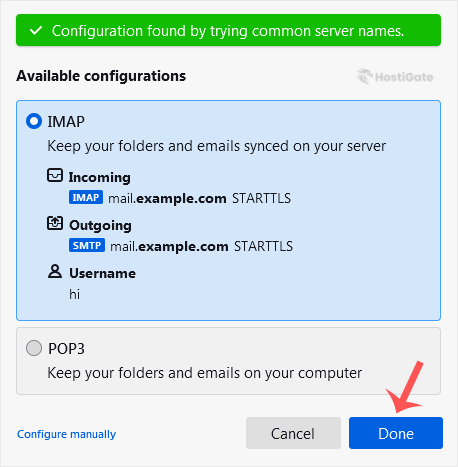 Configuration found by trying common server names.
Available configurations
HostiGate
IMAP
Keep your folders and emails synced on your server
Incoming
IMAP mail.example.com STARTTLS
Outgoing
SMTP mail.example.com STARTTLS
Username
hi
POP3
Keep your folders and emails on your computer
Configure manually
Cancel
Done